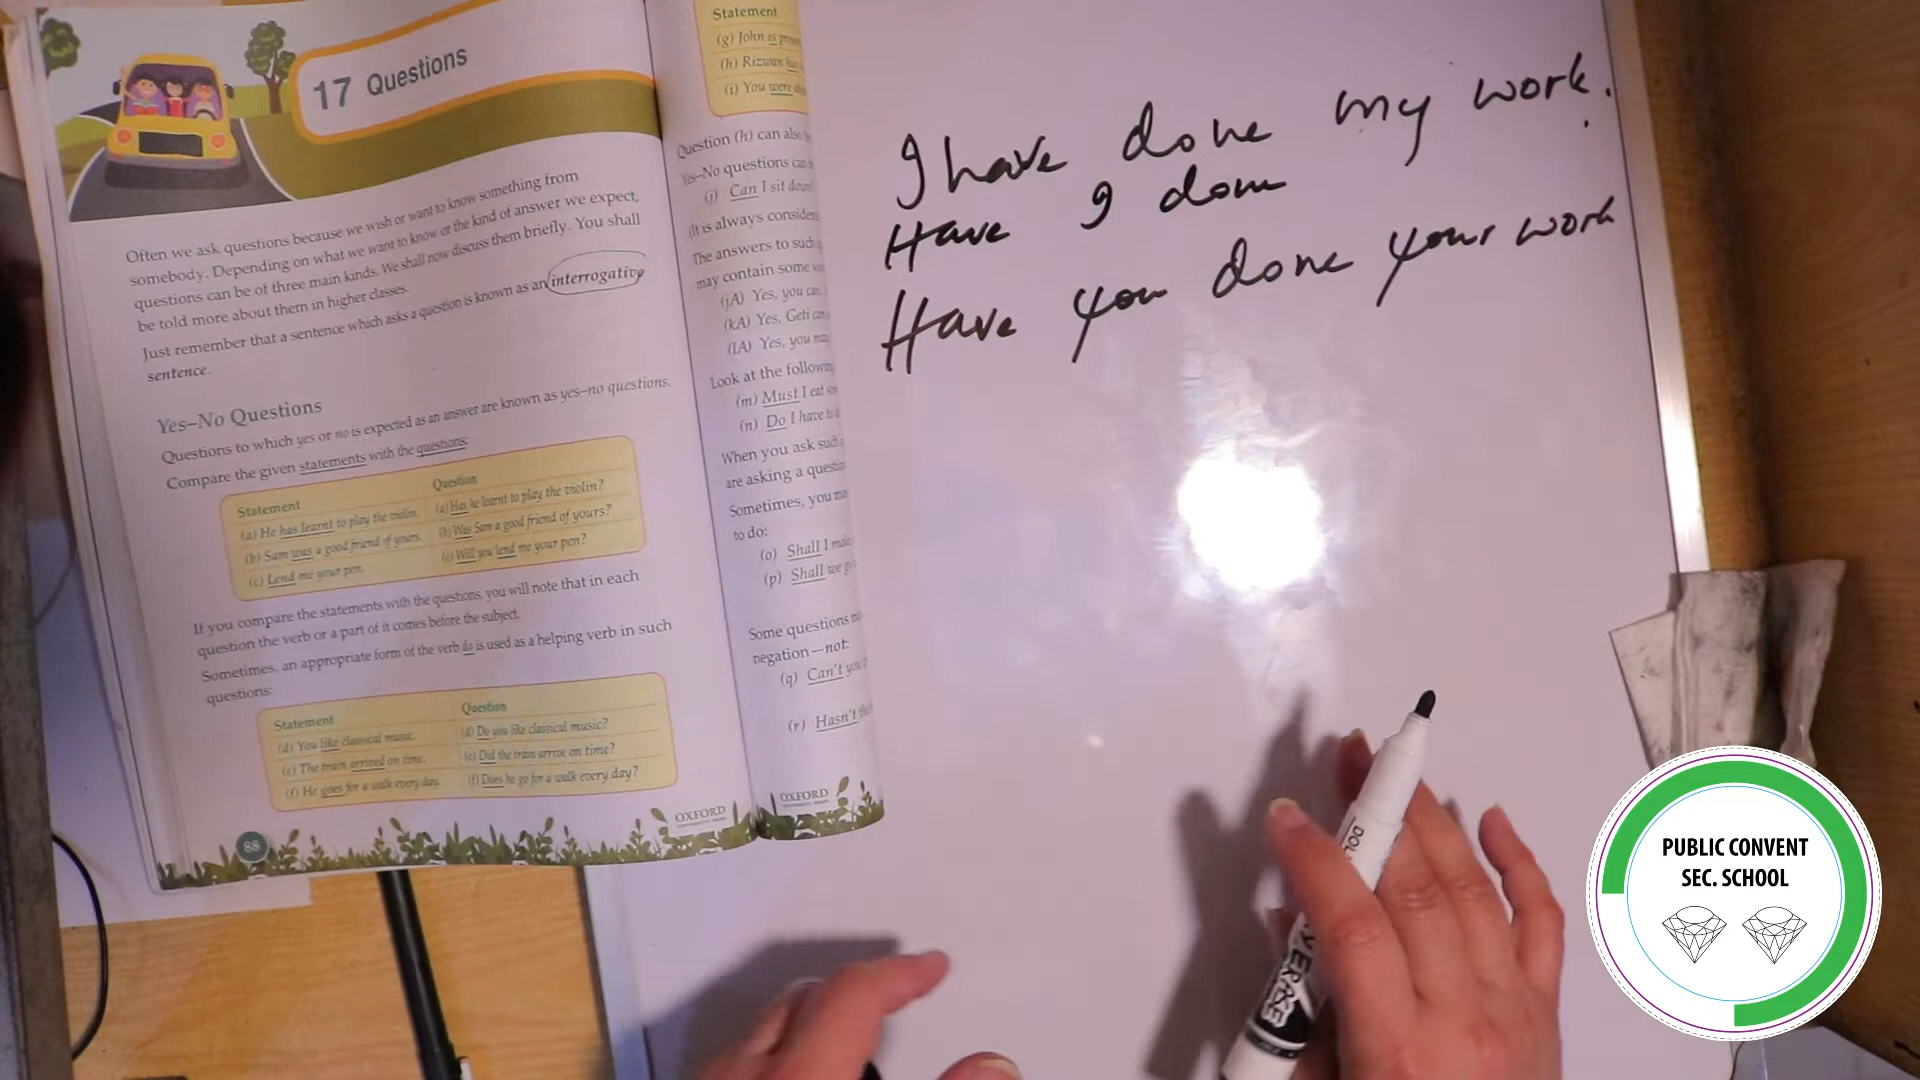 17 Questions
Often we ask questions because we wish or want to know something from
somebody. Depending on what we want to know or the kind of answer we expect,
questions can be of three main kinds. We shall now discuss them briefly. You shall
be told more about them in higher classes.
Just remember that a sentence which asks a question is known as an interrogative
sentence.
Yes–No Questions
Questions to which yes or no is expected as an answer are known as yes–no questions.
Compare the given statements with the questions:
Statement Question
(a) He has learnt to play the violin. (a) Has he learnt to play the violin?
(b) Sam was a good friend of yours. (b) Was Sam a good friend of yours?
(c) Lend me your pen. (c) Will you lend me your pen?
If you compare the statements with the questions, you will note that in each
question the verb or a part of it comes before the subject.
Sometimes, an appropriate form of the verb do is used as a helping verb in such
questions:
Statement Question
(d) You like classical music. (d) Do you like classical music?
(e) The train arrived on time. (e) Did the train arrive on time?
(f) He goes for a walk every day. (f) Does he go for a walk every day?
OXFORD
UNIVERSITY PRESS
88
Statement
(g) John is
(h) Rizwan
(i) You were
Question (h) can also
Yes–No questions
(j) Can I sit down
(It is always
The answers to such
may contain some
(jA) Yes, you can
(kA) Yes, Geti
(lA) Yes, you may
Look at the following
(m) Must I eat
(n) Do I have to
When you ask such
are asking a question
Sometimes, you
to do:
(o) Shall I make
(p) Shall we go
Some questions
negation—not:
(q) Can't you
(r) Hasn't
OXFORD
UNIVERSITY PRESS
I have done my work.
Have I done
Have you done your work
PUBLIC CONVENT
SEC. SCHOOL